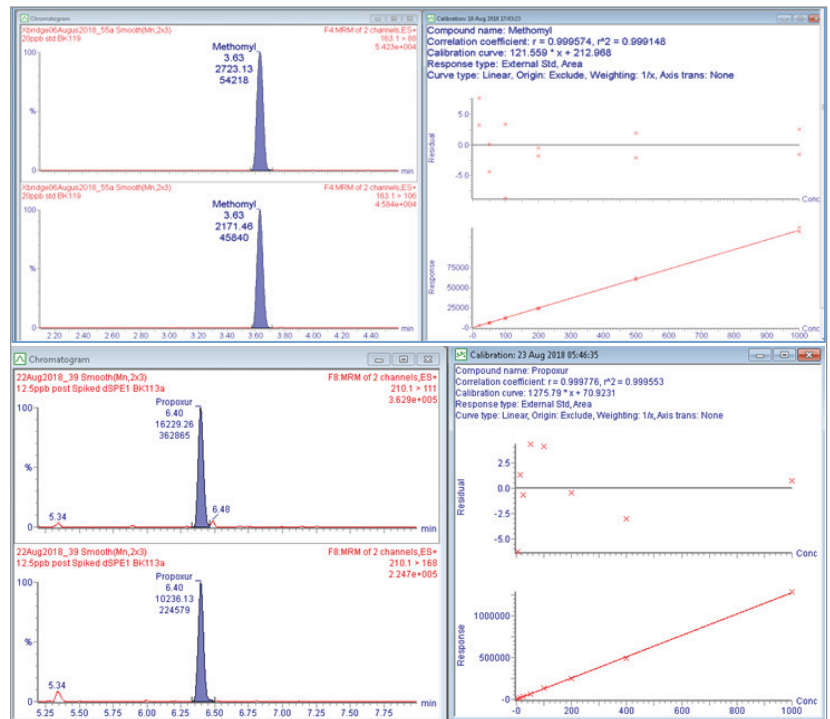 Chromatogram
Xbridge06Augus2018_55a Smooth(Mn,2x3)
20ppb std BK119
F4:MRM of 2 channels,ES+
163.1 > 88
5.423e+004
100
%
0
Methomyl
3.63
2723.13
54218
min
Xbridge06Augus2018_55a Smooth(Mn,2x3)
20ppb std BK119
F4:MRM of 2 channels,ES+
163.1 > 106
4.584e+004
100
%
0
Methomyl
3.63
2171.46
45840
min
2.20 2.40 2.60 2.80 3.00 3.20 3.40 3.60 3.80 4.00 4.20 4.40
Compound name: Methomyl
Correlation coefficient: r = 0.999574, r^2 = 0.999148
Calibration curve: 121.559 * x + 212.968
Response type: External Std, Area
Curve type: Linear, Origin: Exclude, Weighting: 1/x, Axis trans: None
Residual
5.0
0.0
-5.0
Conc
Response
75000
50000
25000
-0
Conc
-0 100 200 300 400 500 600 700 800 900 1000
Chromatogram
22Aug2018_39 Smooth(Mn,2x3)
12.5ppb post Spiked dSPE1 BK113a
F8:MRM of 2 channels,ES+
210.1 > 111
3.629e+005
100
%
0
Propoxur
6.40
16229.26
362865
5.34
6.48
min
22Aug2018_39 Smooth(Mn,2x3)
12.5ppb post Spiked dSPE1 BK113a
F8:MRM of 2 channels,ES+
210.1 > 168
2.247e+005
100
%
0
Propoxur
6.40
10236.13
224579
5.34
min
5.25 5.50 5.75 6.00 6.25 6.50 6.75 7.00 7.25 7.50 7.75
Calibration: 23 Aug 2018 05:46:35
Compound name: Propoxur
Correlation coefficient: r = 0.999776, r^2 = 0.999553
Calibration curve: 1275.79 * x + 70.9231
Response type: External Std, Area
Curve type: Linear, Origin: Exclude, Weighting: 1/x, Axis trans: None
Residual
2.5
0.0
-2.5
-5.0
Conc
Response
1000000
500000
0
Conc
-0 200 400 600 800 1000